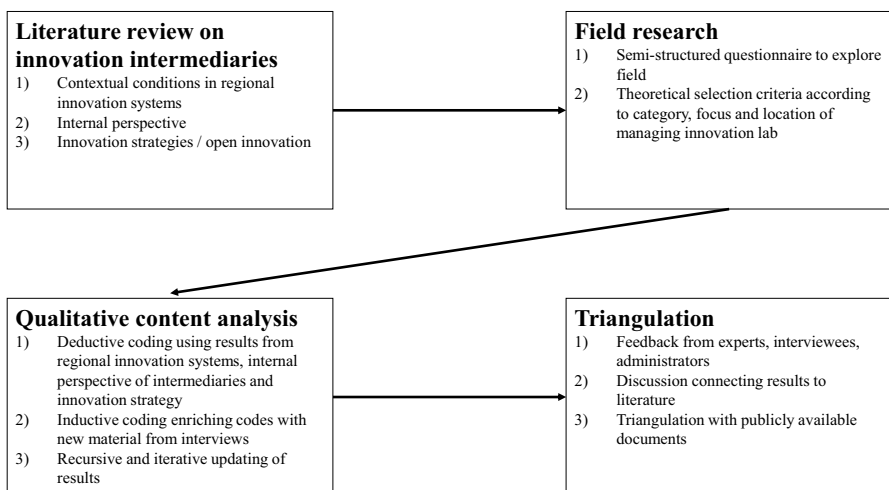 Literature review on
innovation intermediaries
1) Contextual conditions in regional
innovation systems
2) Internal perspective
3) Innovation strategies / open innovation
Field research
1) Semi-structured questionnaire to explore
field
2) Theoretical selection criteria according
to category, focus and location of
managing innovation lab
Qualitative content analysis
1) Deductive coding using results from
regional innovation systems, internal
perspective of intermediaries and
innovation strategy
2) Inductive coding enriching codes with
new material from interviews
3) Recursive and iterative updating of
results
Triangulation
1) Feedback from experts, interviewees,
administrators
2) Discussion connecting results to
literature
3) Triangulation with publicly available
documents